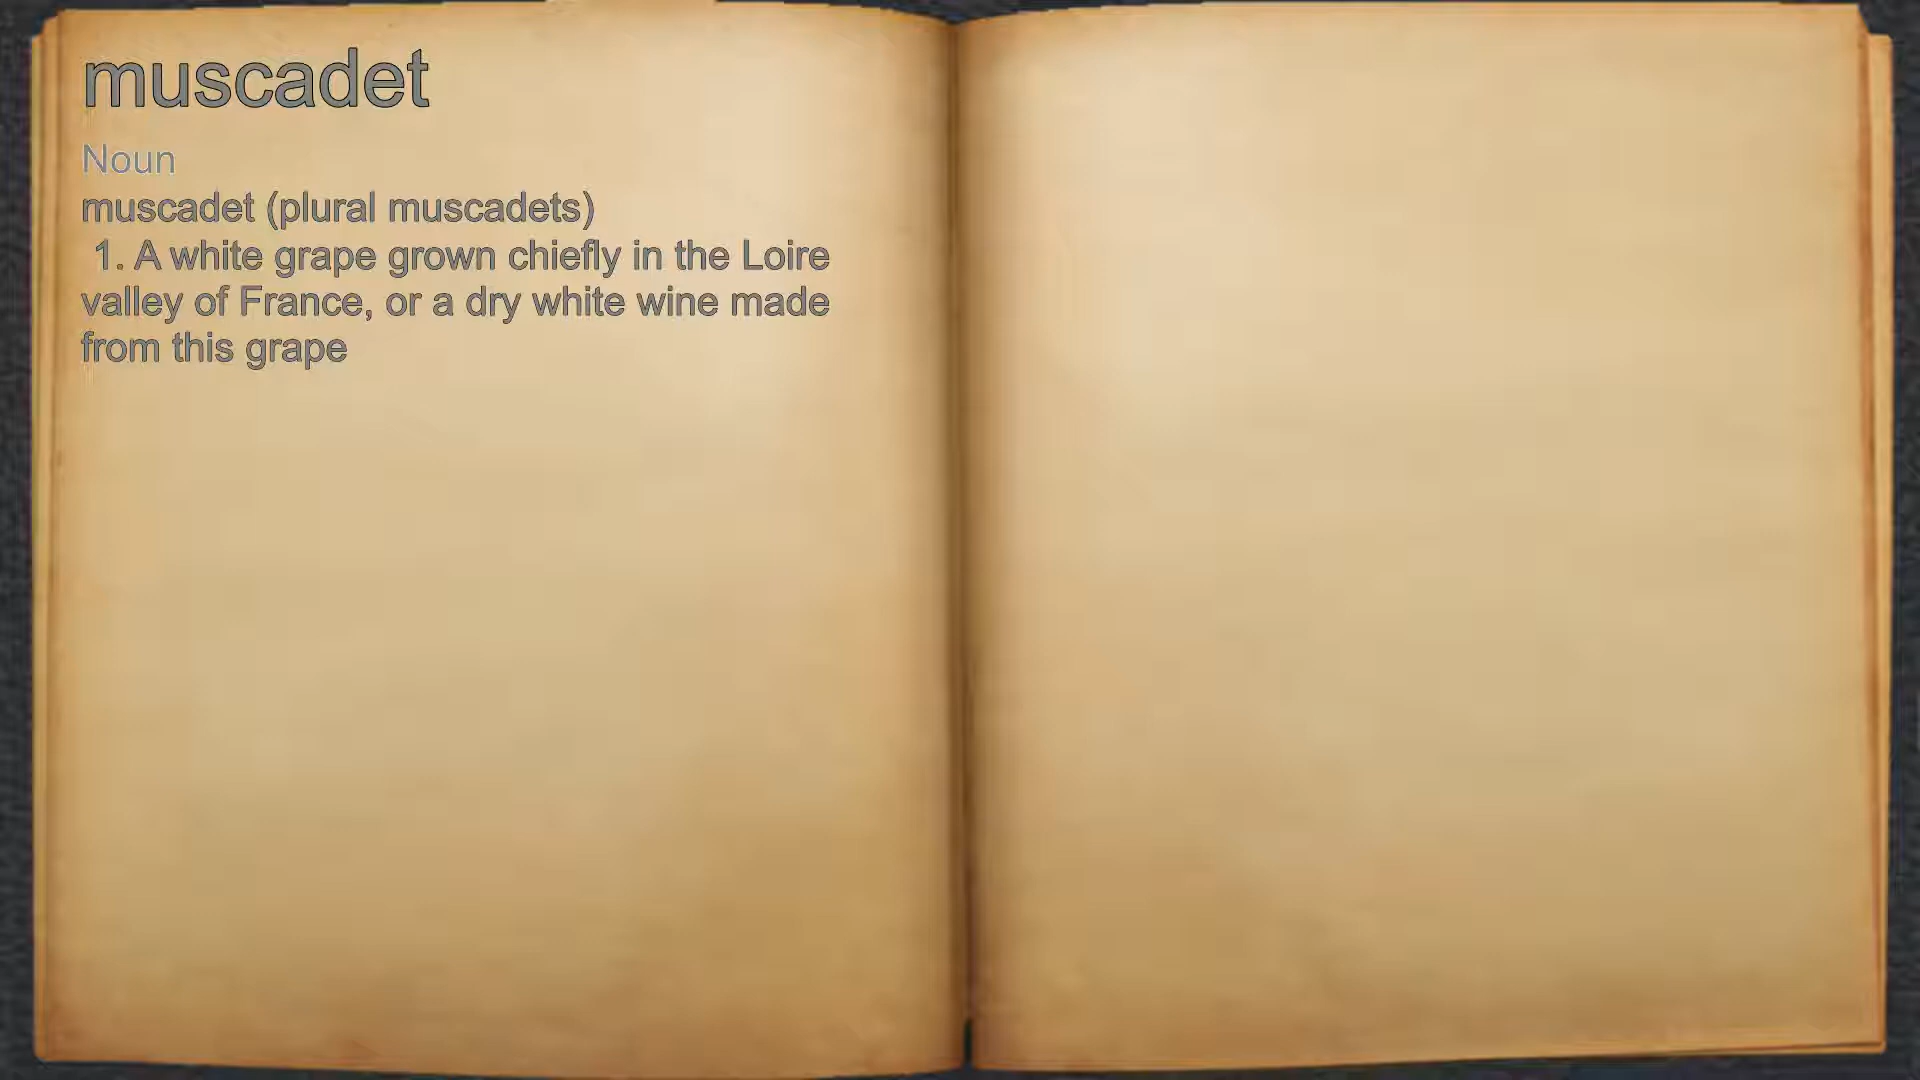 muscadet
Noun
muscadet (plural muscadets)
1. A white grape grown chiefly in the Loire
valley of France, or a dry white wine made
from this grape